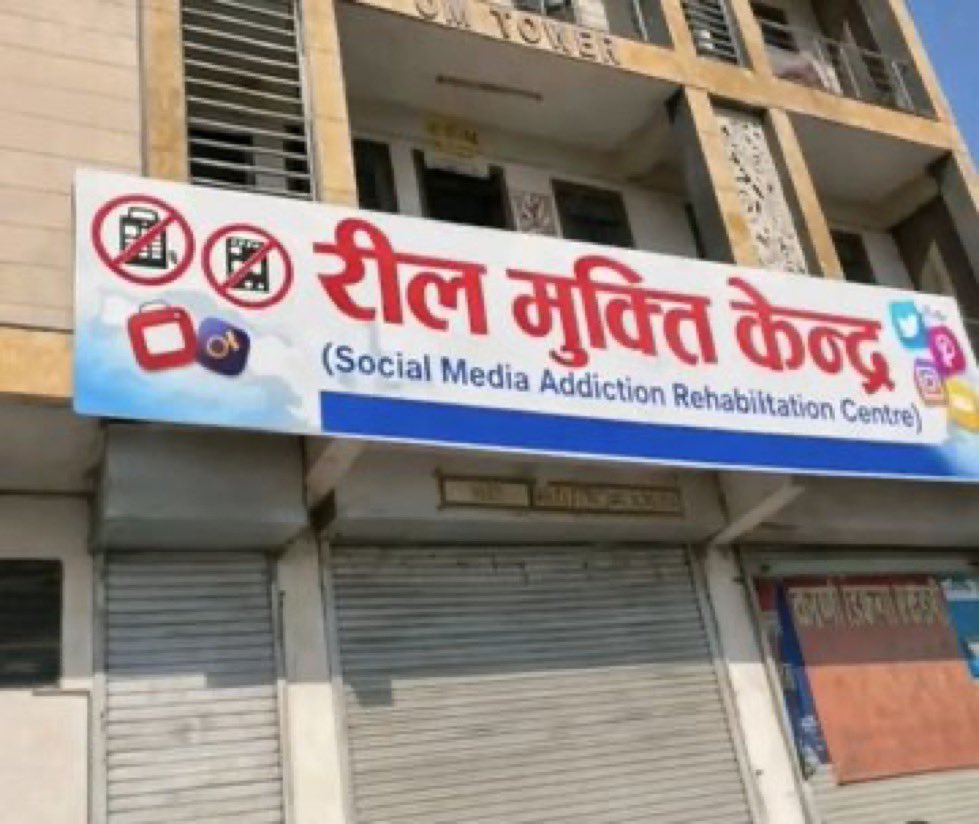 OM TOWER
रील मुक्ति केन्द्र
(Social Media Addiction Rehabiltation Centre)